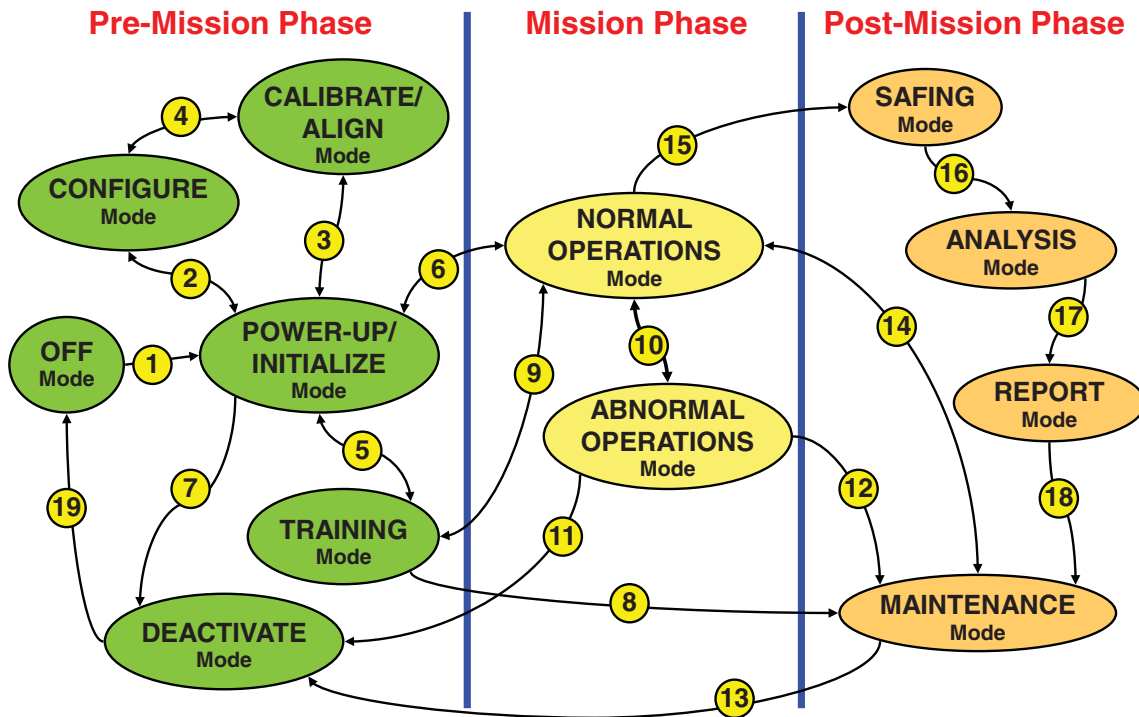 Pre-Mission Phase
Mission Phase
Post-Mission Phase
4
CALIBRATE/
ALIGN
Mode
CONFIGURE
Mode
2
3
6
OFF
Mode
1
POWER-UP/
INITIALIZE
Mode
5
7
19
TRAINING
Mode
DEACTIVATE
Mode
15
NORMAL
OPERATIONS
Mode
9
10
ABNORMAL
OPERATIONS
Mode
11
12
8
13
14
SAFING
Mode
16
ANALYSIS
Mode
17
REPORT
Mode
18
MAINTENANCE
Mode